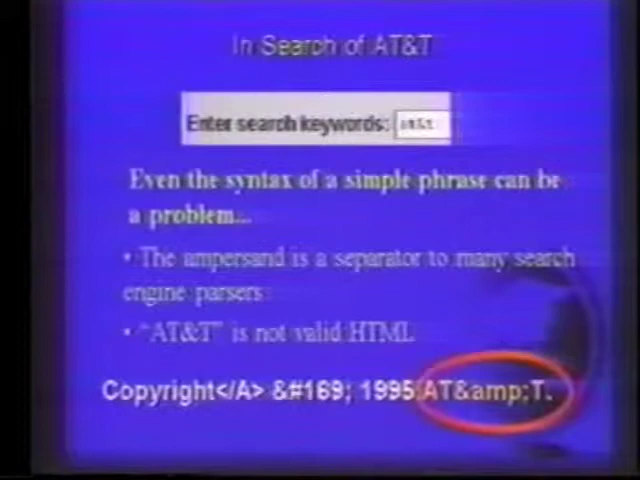 In Search of AT&T
Enter search keywords: at&t
Even the syntax of a simple phrase can be
a problem...
• The ampersand is a separator to many search
engine parsers
• “AT&T” is not valid HTML
Copyright</A> &#169; 1995 AT&amp;T.